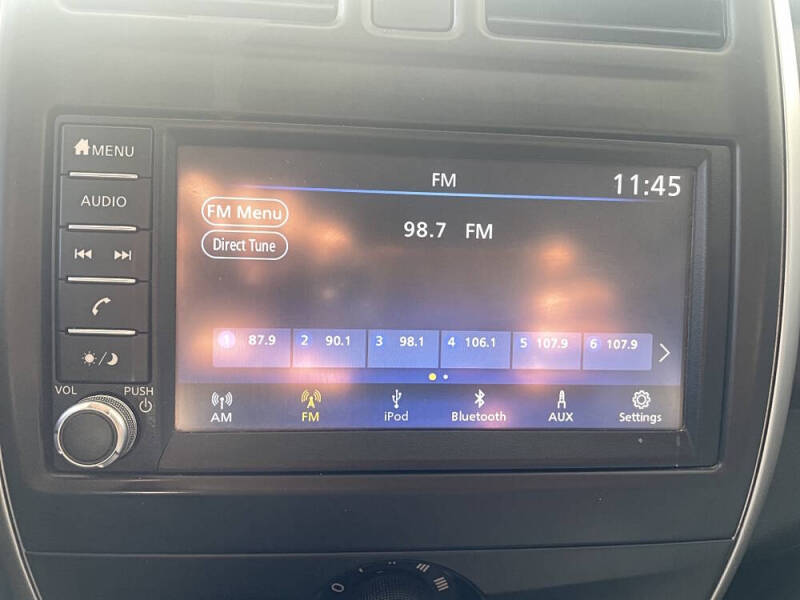 MENU
AUDIO
VOL PUSH
FM 11:45
FM Menu
98.7 FM
Direct Tune
1 87.9 2 90.1 3 98.1 4 106.1 5 107.9 6 107.9
AM FM iPod Bluetooth AUX Settings
0